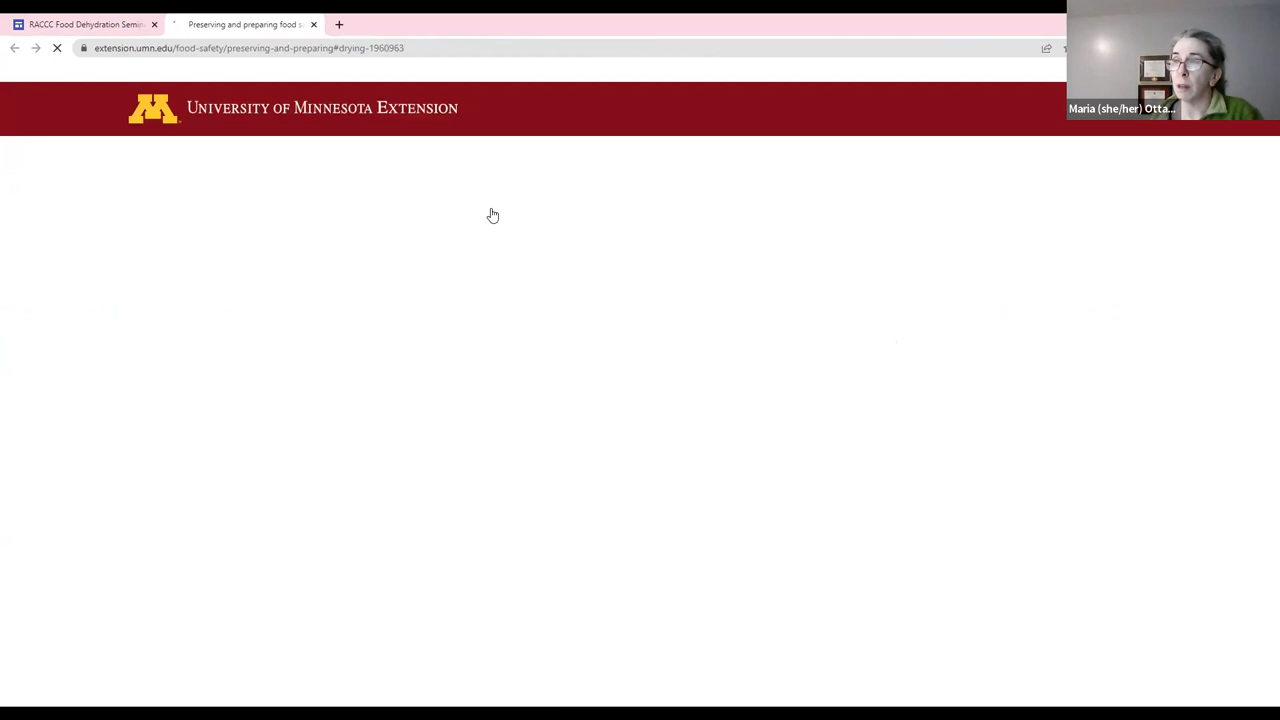 RACCC Food Dehydration Semin
Preserving and preparing food s
extension.umn.edu/food-safety/preserving-and-preparing#drying-1960963
UNIVERSITY OF MINNESOTA EXTENSION
Maria (she/her) Otta...